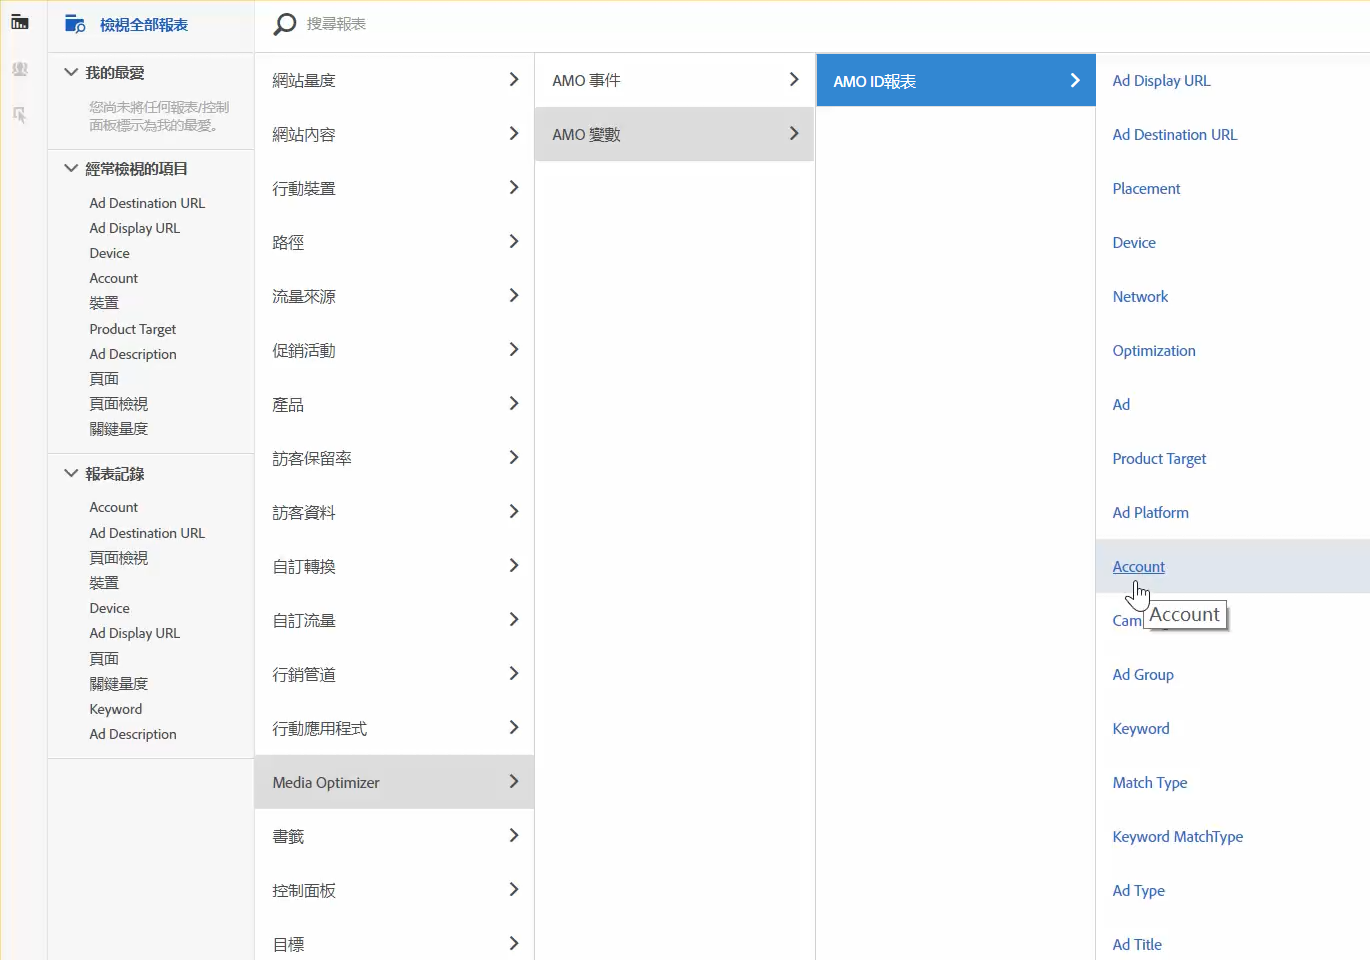 檢視全部報表
搜尋報表
我的最愛
您尚未將任何報表/控制
面板標示為我的最愛。
經常檢視的項目
Ad Destination URL
Ad Display URL
Device
Account
裝置
Product Target
Ad Description
頁面
頁面檢視
關鍵量度
報表記錄
Account
Ad Destination URL
頁面檢視
裝置
Device
Ad Display URL
頁面
關鍵量度
Keyword
Ad Description
網站量度
網站內容
行動裝置
路徑
流量來源
促銷活動
產品
訪客保留率
訪客資料
自訂轉換
自訂流量
行銷管道
行動應用程式
Media Optimizer
書籤
控制面板
目標
AMO 事件
AMO 變數
AMO ID報表
Ad Display URL
Ad Destination URL
Placement
Device
Network
Optimization
Ad
Product Target
Ad Platform
Account
Account
Cam
Ad Group
Keyword
Match Type
Keyword MatchType
Ad Type
Ad Title